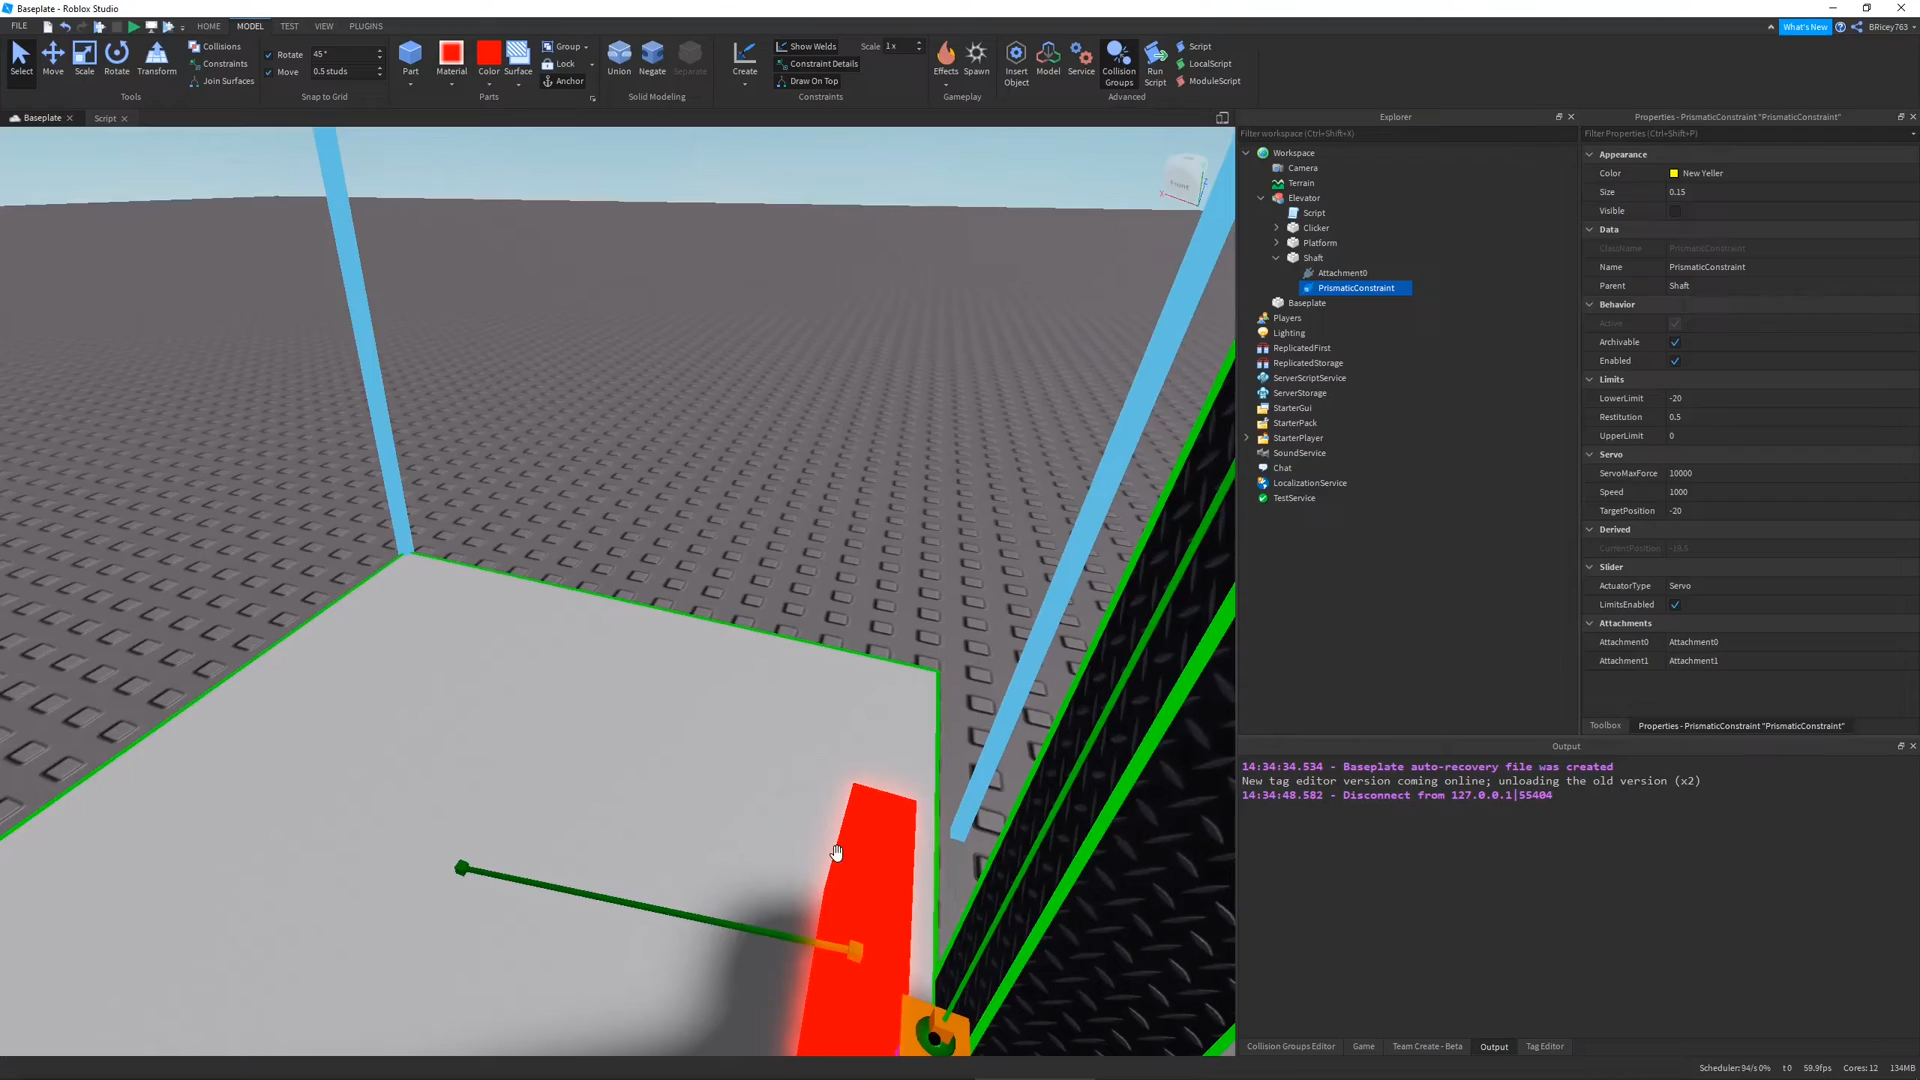 Baseplate - Roblox Studio
FILE
HOME
MODEL
TEST
VIEW
PLUGINS
What's New
BRicey763
Select
Move
Scale
Rotate
Transform
Collisions
Constraints
Join Surfaces
Tools
Rotate
45°
Move
0.5 studs
Snap to Grid
Part
Material
Color
Surface
Group
Lock
Anchor
Parts
Union
Negate
Separate
Solid Modeling
Create
Show Welds
Scale
1 x
Constraint Details
Draw On Top
Constraints
Effects
Spawn
Gameplay
Insert Object
Model
Service
Collision Groups
Run Script
Script
LocalScript
ModuleScript
Advanced
Baseplate
Script
Front
X
Z
Explorer
Filter workspace (Ctrl+Shift+X)
Workspace
Camera
Terrain
Elevator
Script
Clicker
Platform
Shaft
Attachment0
PrismaticConstraint
Baseplate
Players
Lighting
ReplicatedFirst
ReplicatedStorage
ServerScriptService
ServerStorage
StarterGui
StarterPack
StarterPlayer
SoundService
Chat
LocalizationService
TestService
Properties - PrismaticConstraint "PrismaticConstraint"
Filter Properties (Ctrl+Shift+P)
Appearance
Color New Yeller
Size 0.15
Visible
Data
ClassName PrismaticConstraint
Name PrismaticConstraint
Parent Shaft
Behavior
Active
Archivable
Enabled
Limits
LowerLimit -20
Restitution 0.5
UpperLimit 0
Servo
ServoMaxForce 10000
Speed 1000
TargetPosition -20
Derived
CurrentPosition -19.5
Slider
ActuatorType Servo
LimitsEnabled
Attachments
Attachment0 Attachment0
Attachment1 Attachment1
Toolbox
Properties - PrismaticConstraint "PrismaticConstraint"
Output
14:34:34.534 - Baseplate auto-recovery file was created
New tag editor version coming online; unloading the old version (x2)
14:34:48.582 - Disconnect from 127.0.0.1|55404
Collision Groups Editor
Game
Team Create - Beta
Output
Tag Editor
Scheduler: 94/s 0%
t 0
59.9fps
Cores: 12
134MB